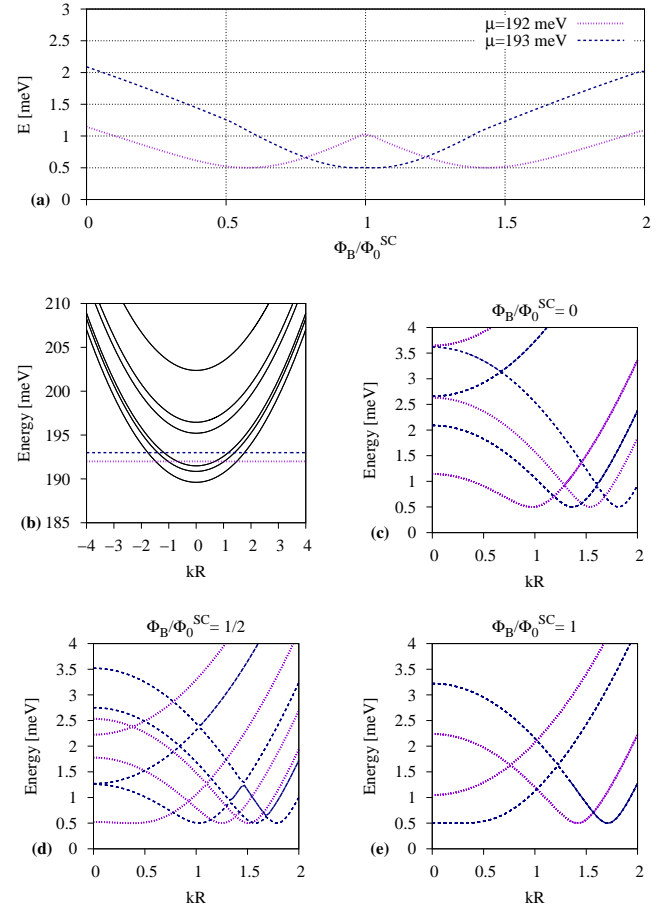 3
2.5
2
1.5
1
0.5
0
E [meV]
μ=192 meV
μ=193 meV
(a)
0 0.5 1 1.5 2
Φ_B/Φ_0^SC
210
205
200
195
190
185
Energy [meV]
(b)
−4 −3 −2 −1 0 1 2 3 4
kR
Φ_B/Φ_0^SC= 0
4
3.5
3
2.5
2
1.5
1
0.5
0
Energy [meV]
(c)
0 0.5 1 1.5 2
kR
Φ_B/Φ_0^SC= 1/2
4
3.5
3
2.5
2
1.5
1
0.5
0
Energy [meV]
(d)
0 0.5 1 1.5 2
kR
Φ_B/Φ_0^SC= 1
4
3.5
3
2.5
2
1.5
1
0.5
0
Energy [meV]
(e)
0 0.5 1 1.5 2
kR